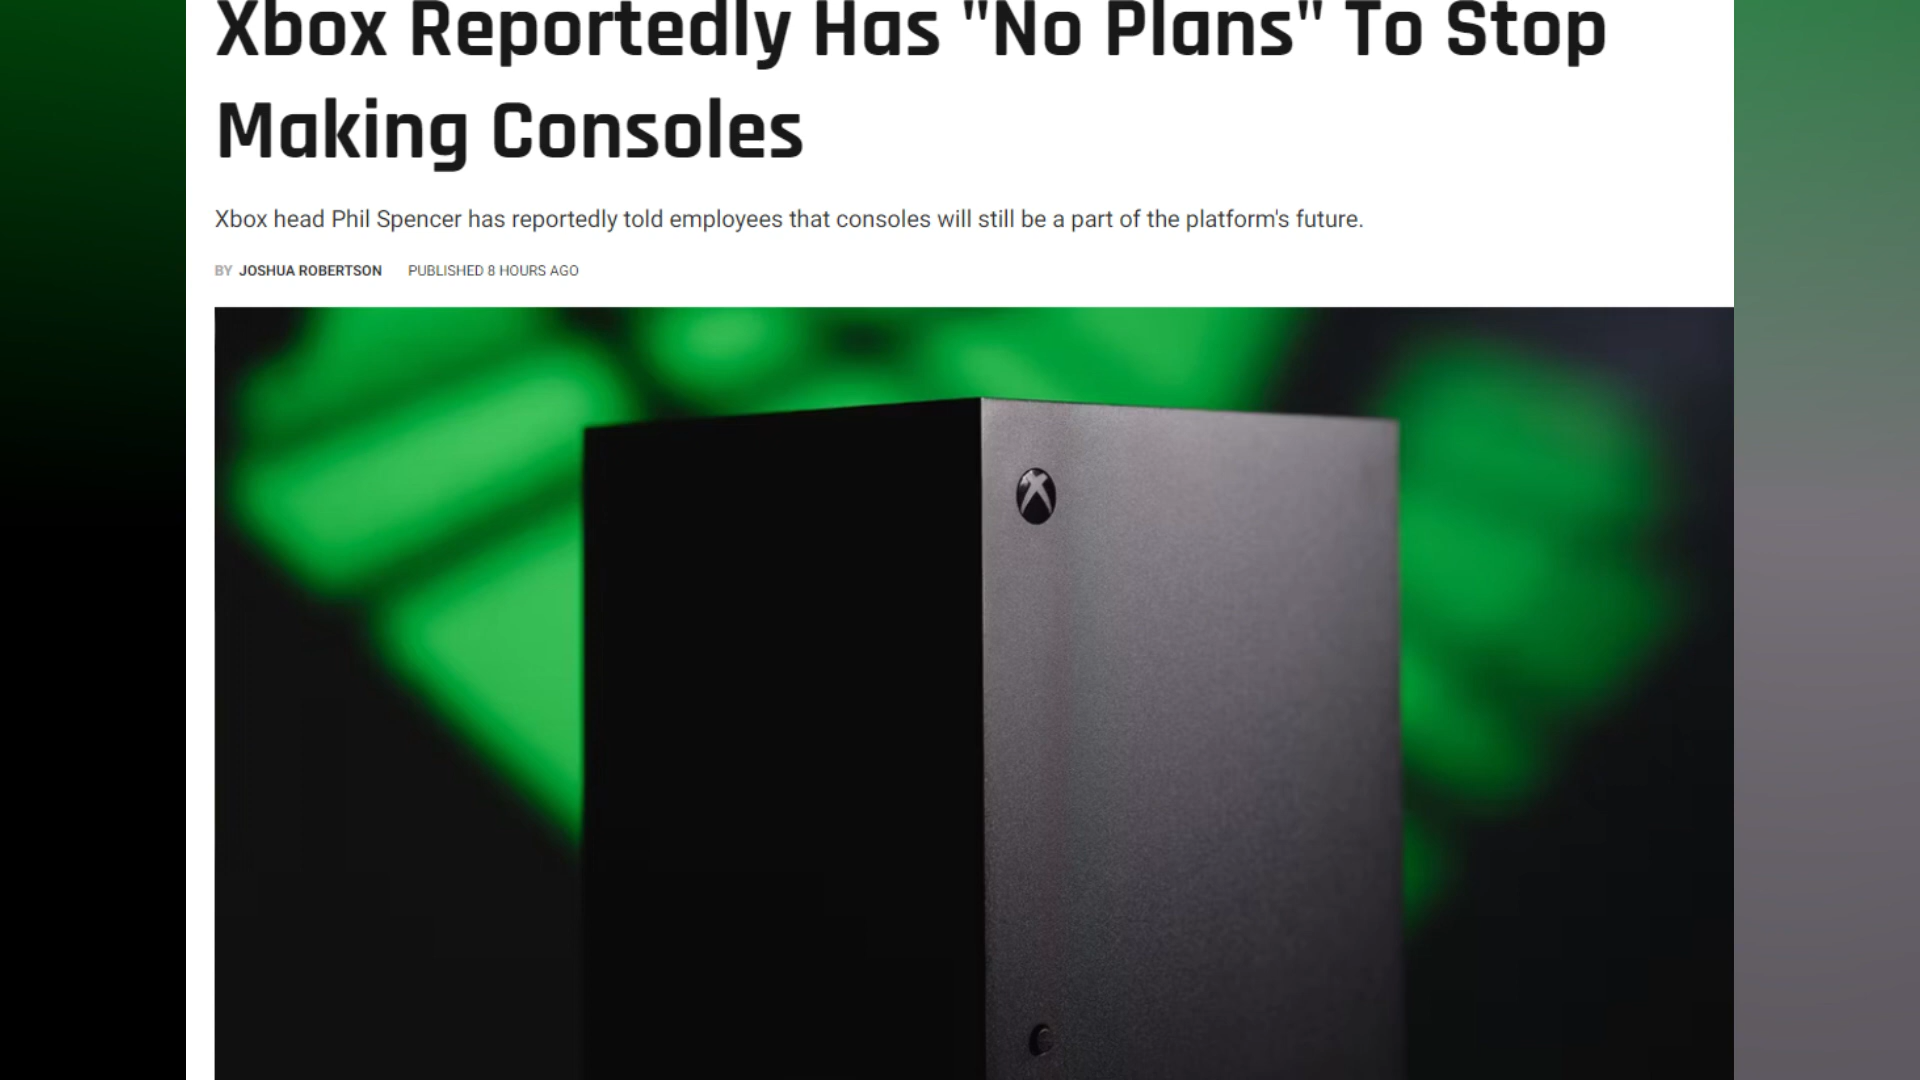 Xbox Reportedly Has "No Plans" To Stop
Making Consoles
Xbox head Phil Spencer has reportedly told employees that consoles will still be a part of the platform's future.
BY JOSHUA ROBERTSON PUBLISHED 8 HOURS AGO